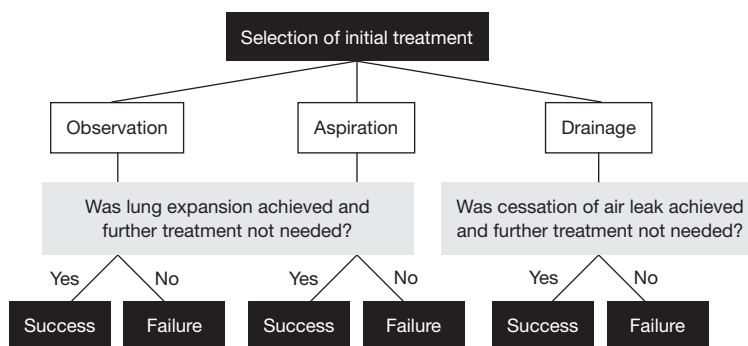 Selection of initial treatment
Observation
Aspiration
Drainage
Was lung expansion achieved and
further treatment not needed?
Was cessation of air leak achieved
and further treatment not needed?
Yes
No
Yes
No
Yes
No
Success
Failure
Success
Failure
Success
Failure